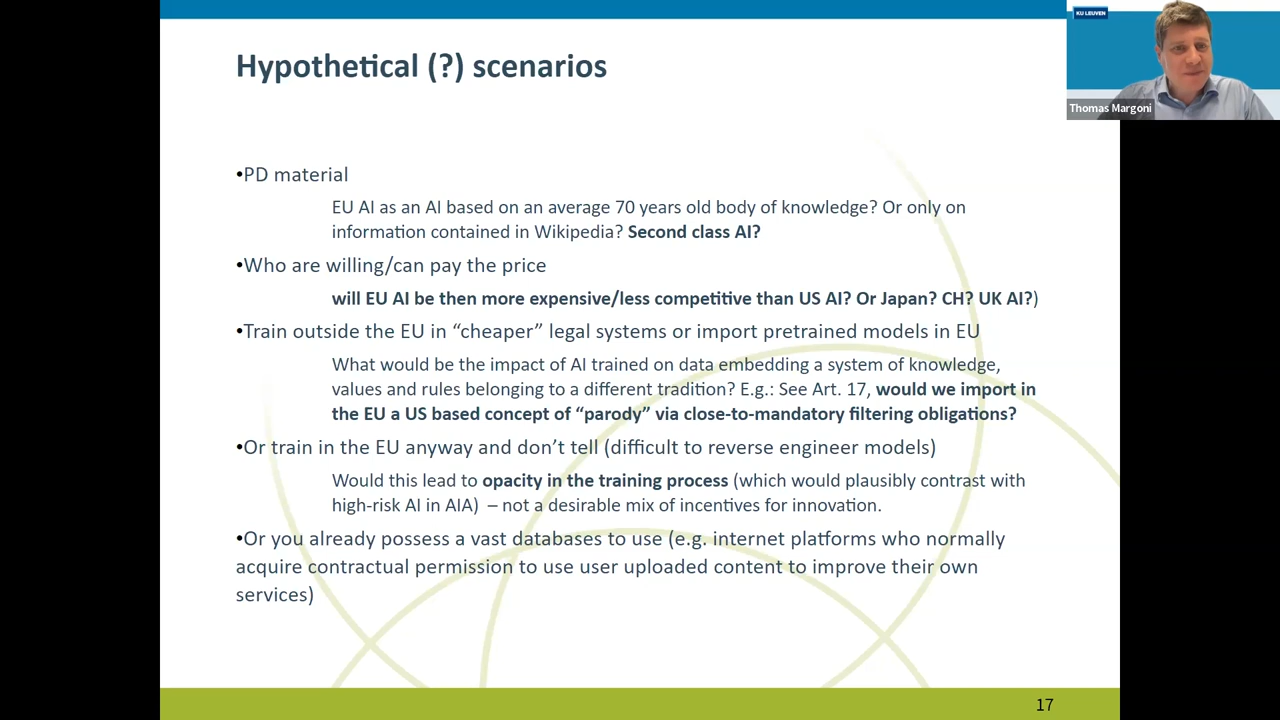 KU LEUVEN
Thomas Margoni
Hypothetical (?) scenarios
•PD material
EU AI as an AI based on an average 70 years old body of knowledge? Or only on
information contained in Wikipedia? Second class AI?
•Who are willing/can pay the price
will EU AI be then more expensive/less competitive than US AI? Or Japan? CH? UK AI?)
•Train outside the EU in “cheaper” legal systems or import pretrained models in EU
What would be the impact of AI trained on data embedding a system of knowledge,
values and rules belonging to a different tradition? E.g.: See Art. 17, would we import in
the EU a US based concept of “parody” via close-to-mandatory filtering obligations?
•Or train in the EU anyway and don’t tell (difficult to reverse engineer models)
Would this lead to opacity in the training process (which would plausibly contrast with
high-risk AI in AIA)  – not a desirable mix of incentives for innovation.
•Or you already possess a vast databases to use (e.g. internet platforms who normally
acquire contractual permission to use user uploaded content to improve their own
services)
17